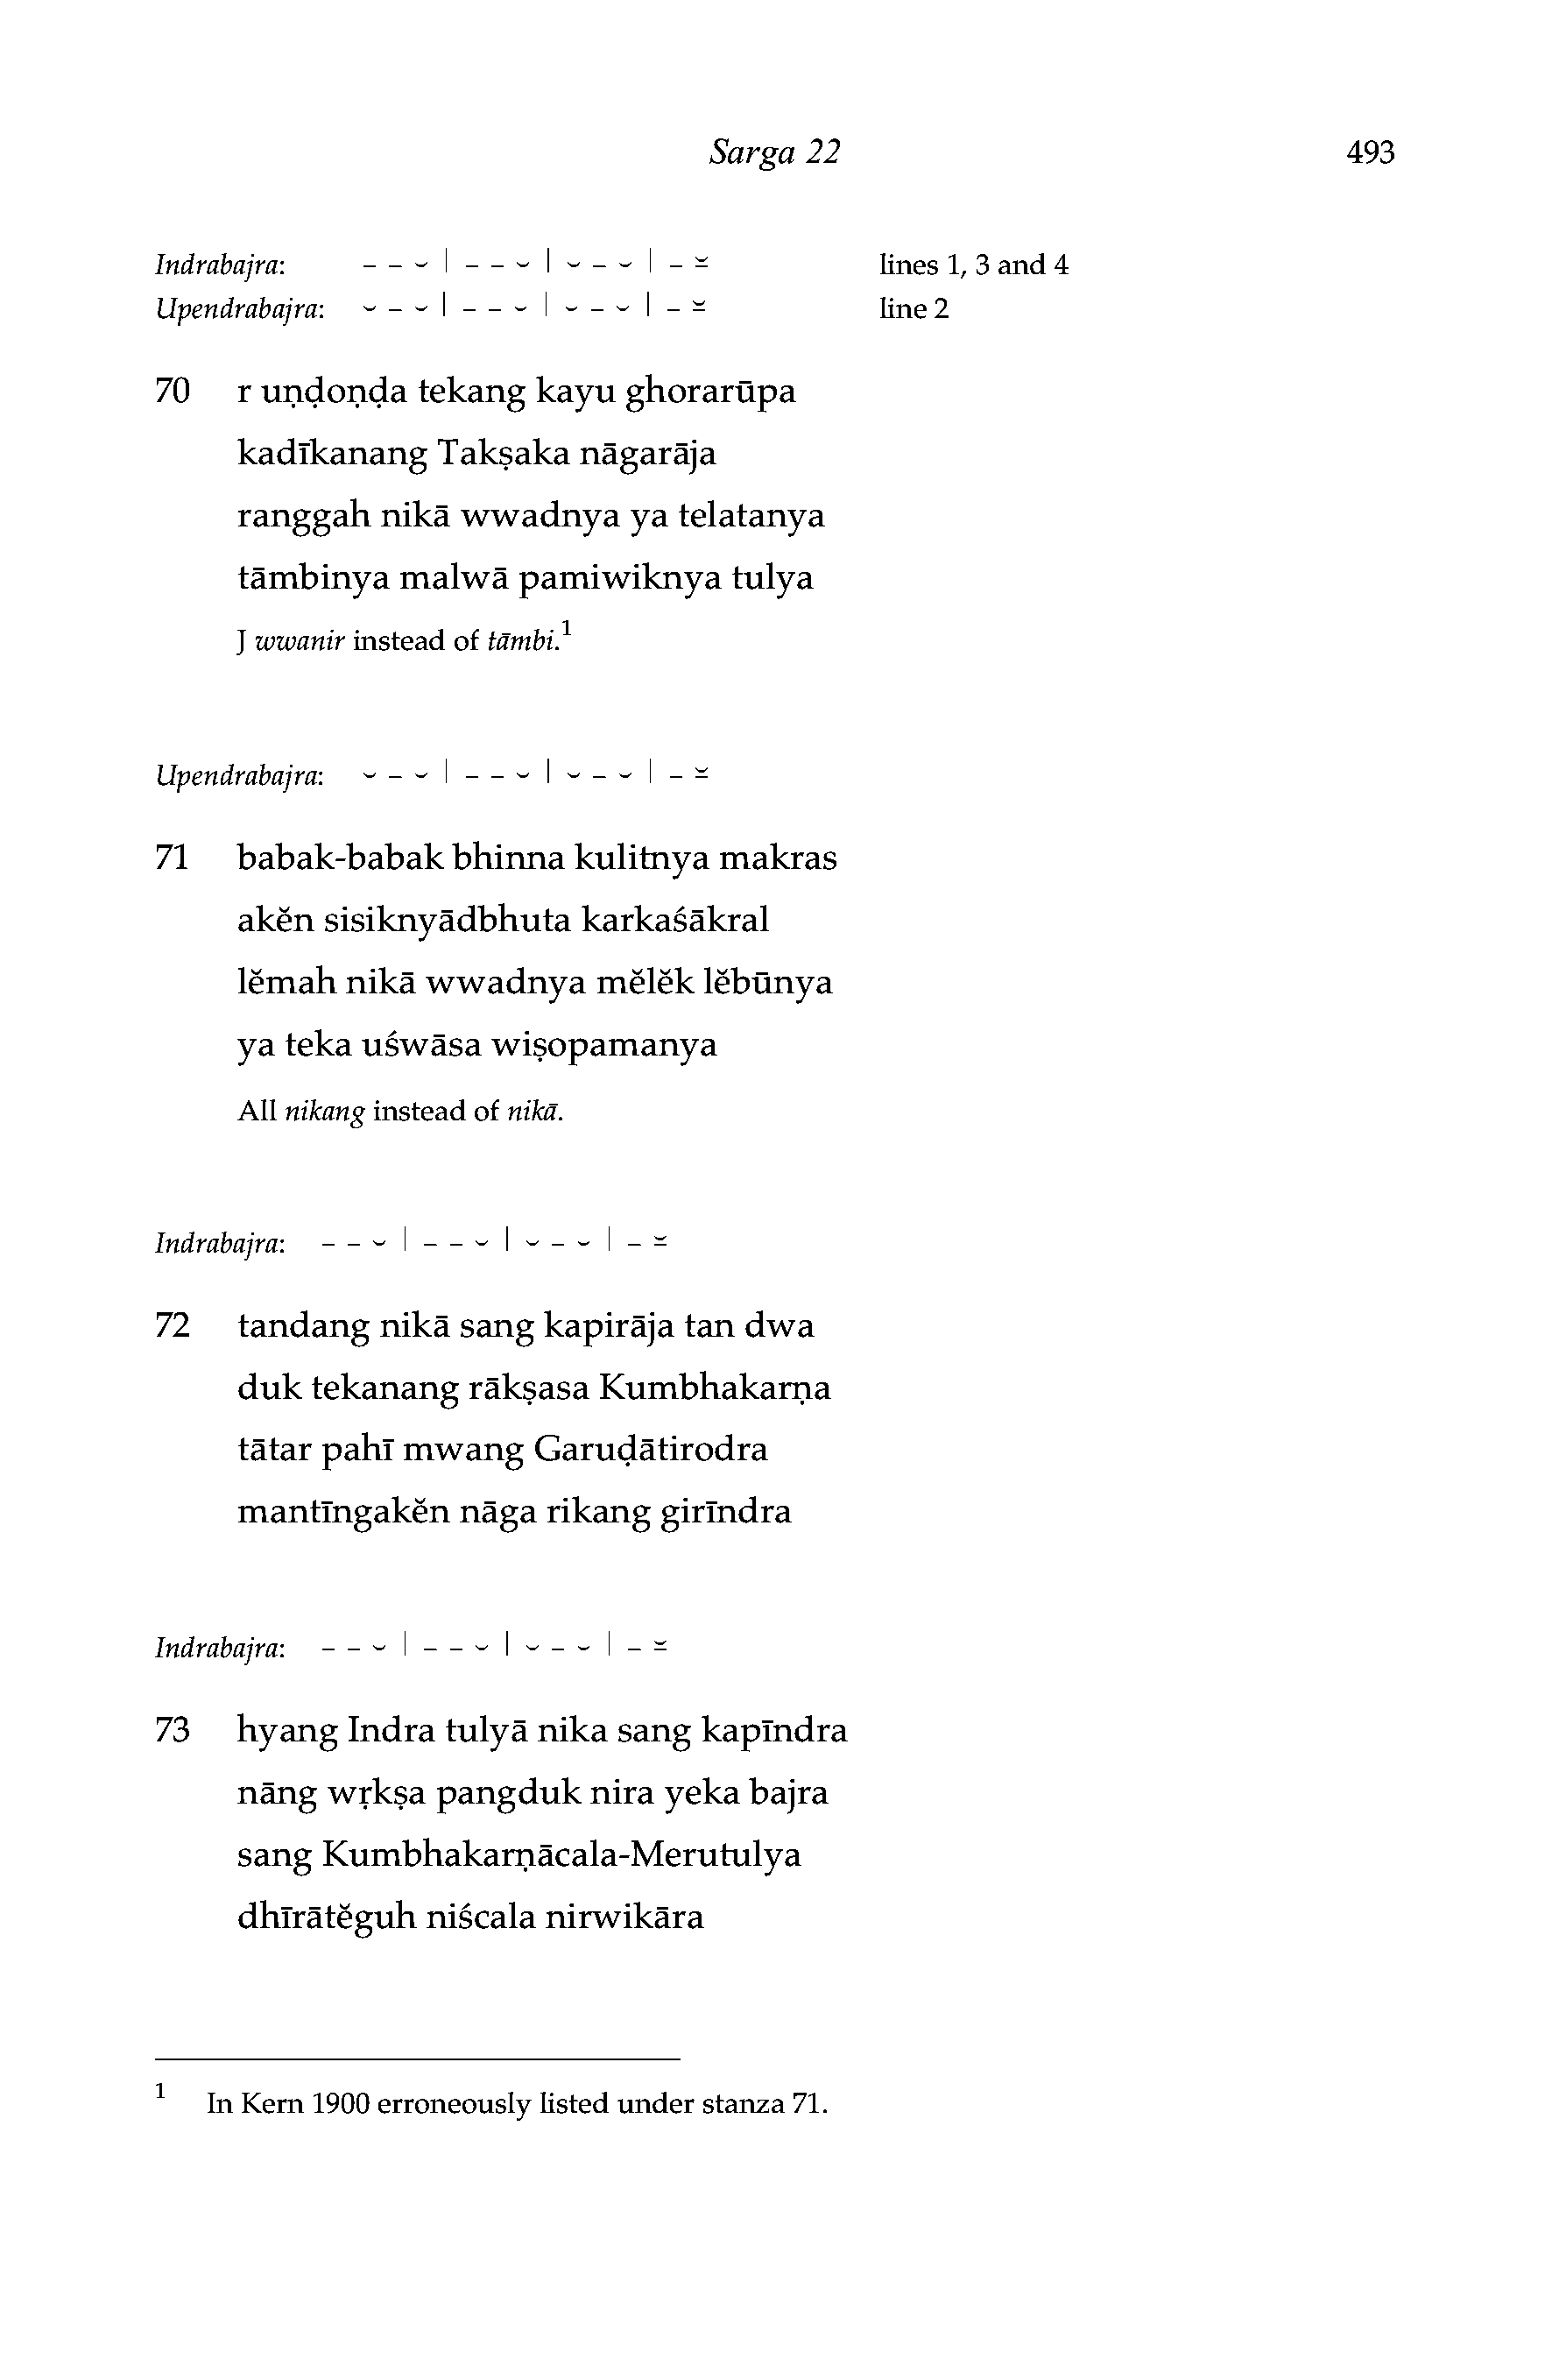 Sarga 22 493
Indrabajra: – – ⏑ | – – ⏑ | ⏑ – ⏑ | – ⏓ lines 1, 3 and 4
Upendrabajra: ⏑ – ⏑ | – – ⏑ | ⏑ – ⏑ | – ⏓ line 2
70 r uṇḍoṇḍa tekang kayu ghorarūpa
kadīkanang Takṣaka nāgarāja
ranggah nikā wwadnya ya telatanya
tāmbinya malwā pamiwiknya tulya
J wwanir instead of tāmbi.¹
Upendrabajra: ⏑ – ⏑ | – – ⏑ | ⏑ – ⏑ | – ⏓
71 babak-babak bhinna kulitnya makras
akĕn sisiknyādbhuta karkaśākral
lĕmah nikā wwadnya mĕlĕk lĕbūnya
ya teka uśwāsa wiṣopamanya
All nikang instead of nikā.
Indrabajra: – – ⏑ | – – ⏑ | ⏑ – ⏑ | – ⏓
72 tandang nikā sang kapirāja tan dwa
duk tekanang rākṣasa Kumbhakarṇa
tātar pahī mwang Garuḍātirodra
mantīngakĕn nāga rikang girīndra
Indrabajra: – – ⏑ | – – ⏑ | ⏑ – ⏑ | – ⏓
73 hyang Indra tulyā nika sang kapīndra
nāng wṛkṣa pangduk nira yeka bajra
sang Kumbhakarṇācala-Merutulya
dhīrātĕguh niścala nirwikāra
¹ In Kern 1900 erroneously listed under stanza 71.